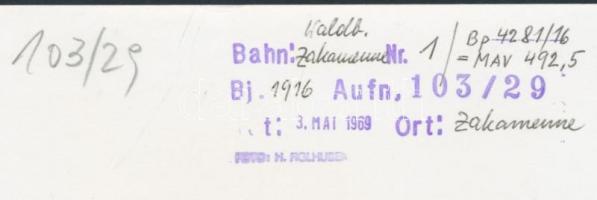 103/29
Waldb.
Bahn: Zakamenne Nr. 1 / Bp 4281/16
= MAV 492,5
Bj. 1916 Aufn. 103/29
t: 3. MAI 1969 Ort: Zakamenne
FOTO: H.